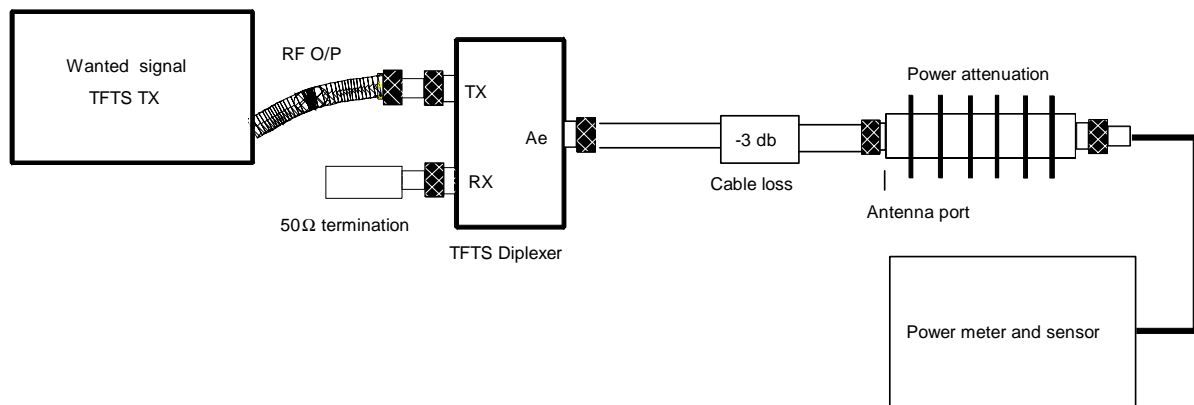 Wanted signal
TFTS TX
RF O/P
TX
Ae
RX
50Ω termination
TFTS Diplexer
-3 db
Cable loss
Power attenuation
Antenna port
Power meter and sensor